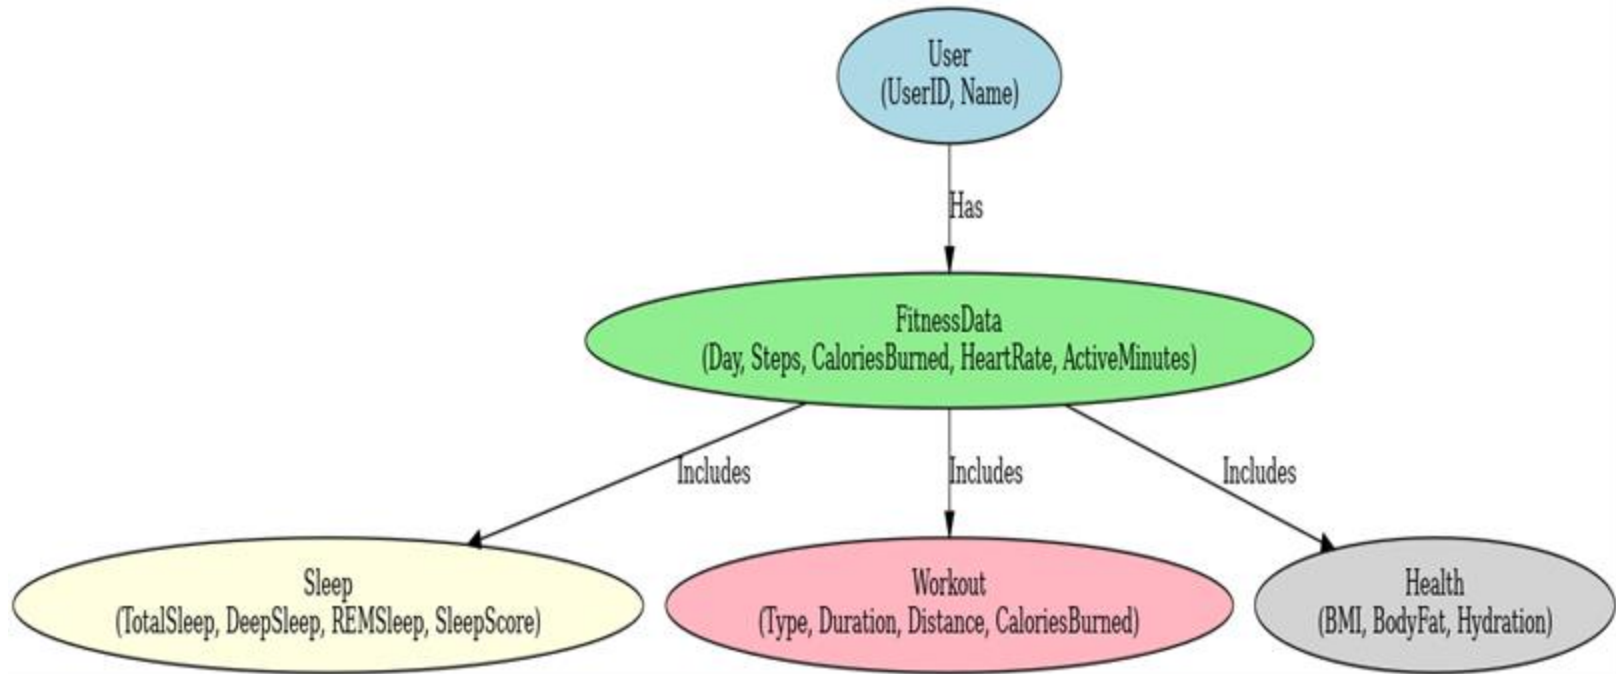 User
(UserID, Name)
Has
FitnessData
(Day, Steps, CaloriesBurned, HeartRate, ActiveMinutes)
Includes
Includes
Includes
Sleep
(TotalSleep, DeepSleep, REMSleep, SleepScore)
Workout
(Type, Duration, Distance, CaloriesBurned)
Health
(BMI, BodyFat, Hydration)